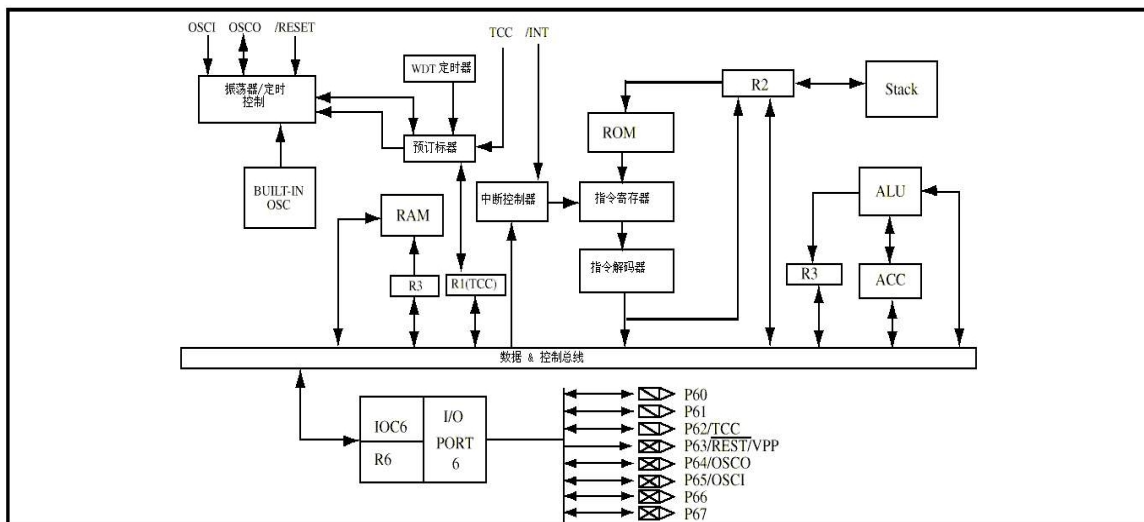 OSCI OSCO /RESET TCC /INT
WDT 定时器
R2
Stack
振荡器/定时
控制
ROM
预订标器
BUILT-IN
OSC
RAM
中断控制器
指令寄存器
ALU
指令解码器
R3
R1(TCC)
R3
ACC
数据 & 控制总线
IOC6
R6
I/O
PORT
6
P60
P61
P62/TCC
P63/REST/VPP
P64/OSCO
P65/OSCI
P66
P67